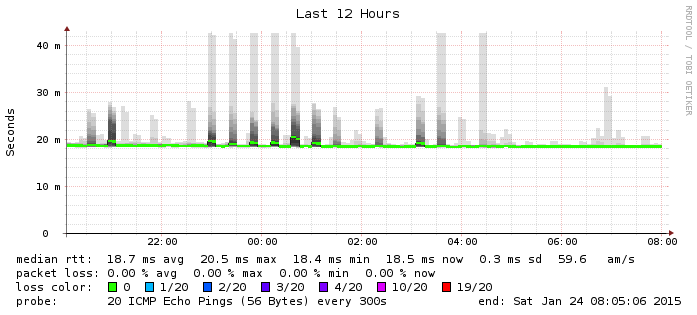 Last 12 Hours
RRDTOOL / TOBI OETIKER
Seconds
40 m
30 m
20 m
10 m
0
22:00 00:00 02:00 04:00 06:00 08:00
median rtt: 18.7 ms avg 20.5 ms max 18.4 ms min 18.5 ms now 0.3 ms sd 59.6 am/s
packet loss: 0.00 % avg 0.00 % max 0.00 % min 0.00 % now
loss color: 0 1/20 2/20 3/20 4/20 10/20 19/20
probe: 20 ICMP Echo Pings (56 Bytes) every 300s end: Sat Jan 24 08:05:06 2015